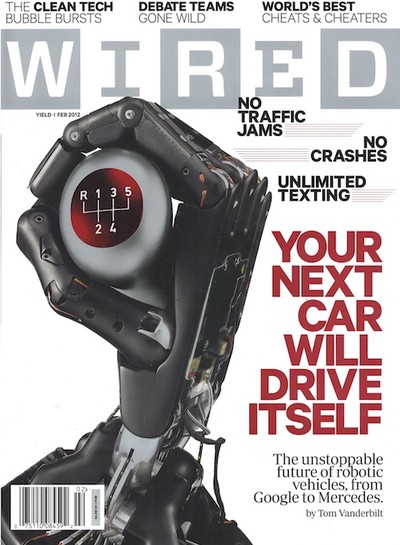 THE CLEAN TECH
BUBBLE BURSTS
DEBATE TEAMS
GONE WILD
WORLD'S BEST
CHEATS & CHEATERS
WIRED
YIELD | FEB 2012
NO
TRAFFIC
JAMS
NO
CRASHES
UNLIMITED
TEXTING
R 1 3 5
2 4
YOUR
NEXT
CAR
WILL
DRIVE
ITSELF
The unstoppable
future of robotic
vehicles, from
Google to Mercedes.
by Tom Vanderbilt
02